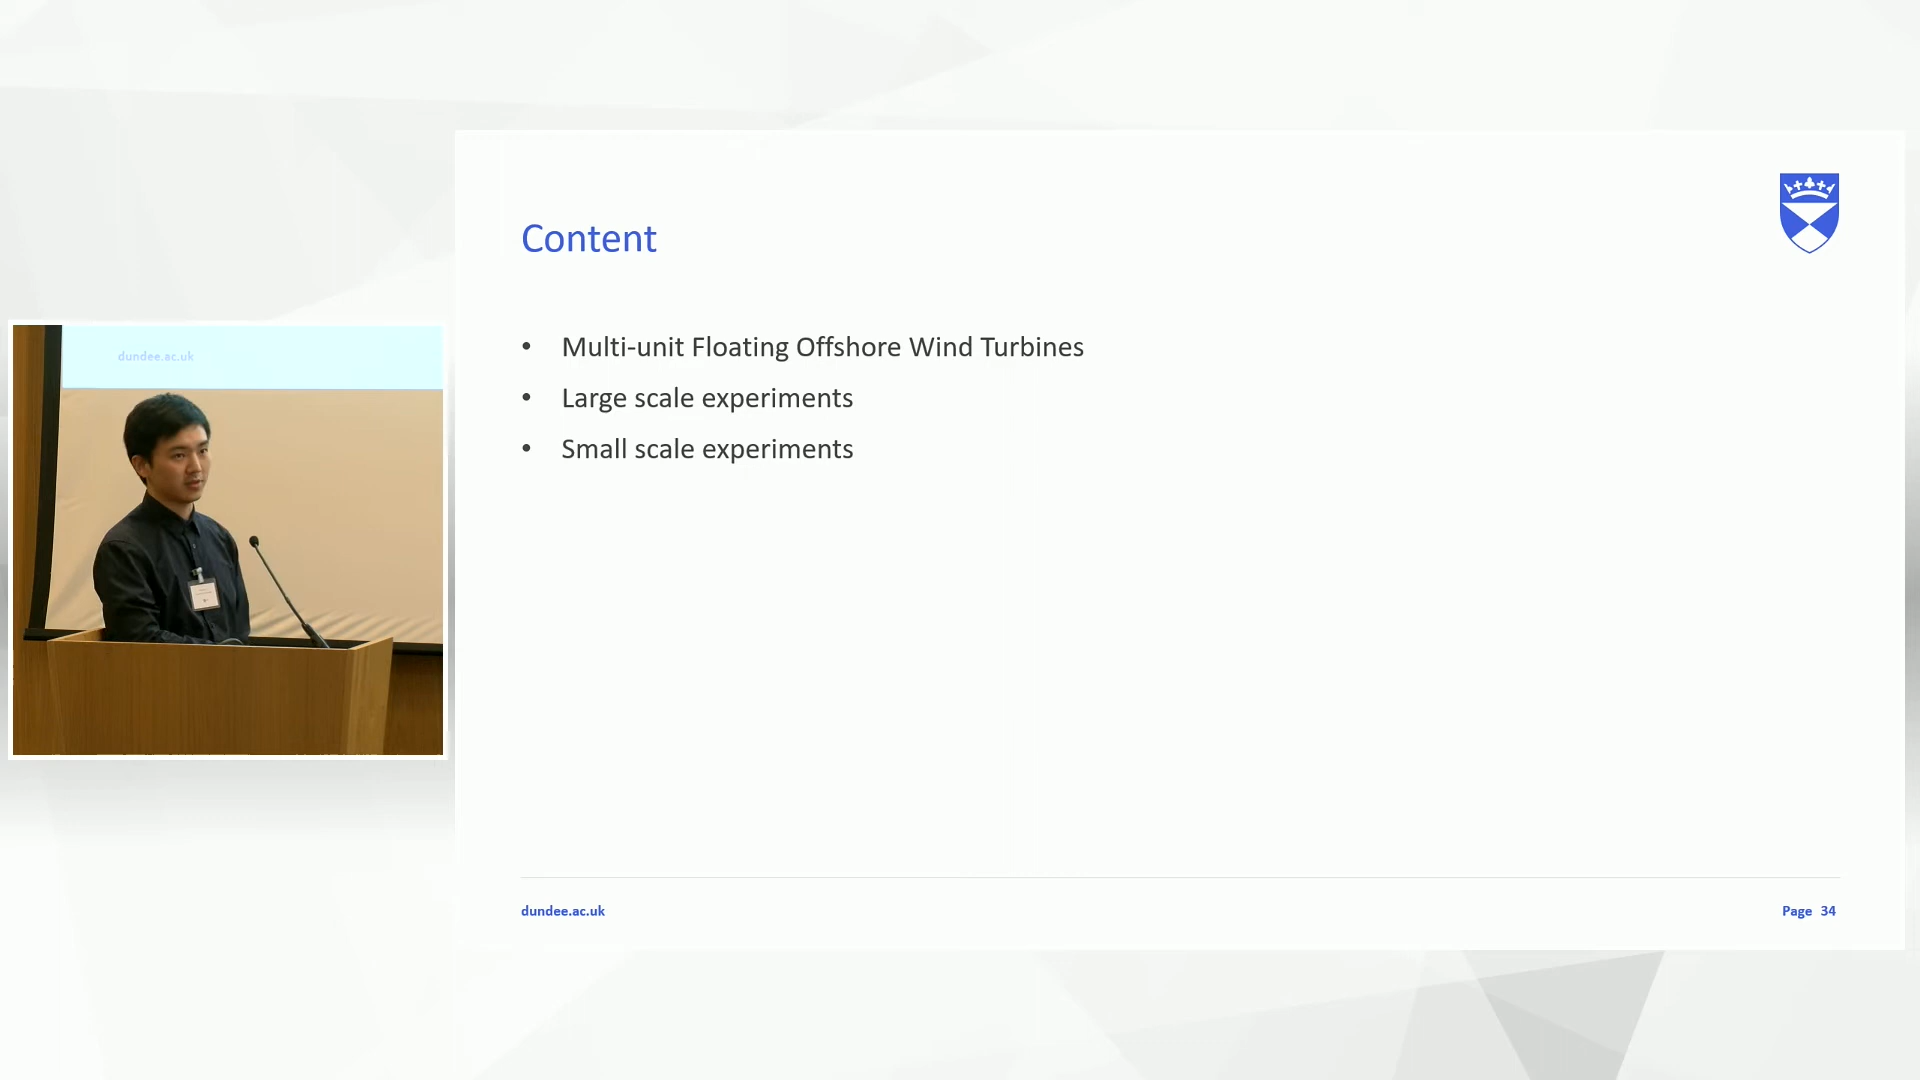 Content
• Multi-unit Floating Offshore Wind Turbines
• Large scale experiments
• Small scale experiments
dundee.ac.uk
dundee.ac.uk
Page 34